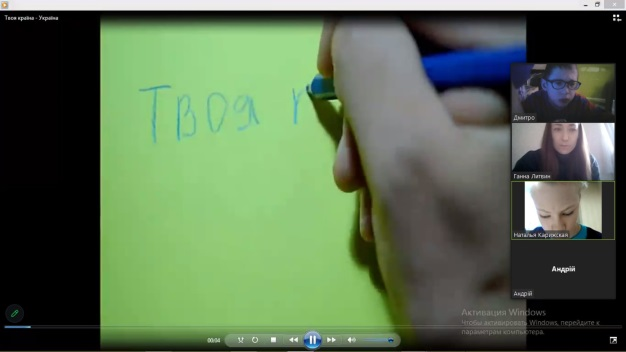 Твоя країна - Україна
Твоя
Дмитро
Ганна Литвин
Наталья Карижская
Андрій
Андрій
00:04
Активация Windows
Чтобы активировать Windows, перейдите к
параметрам компьютера.